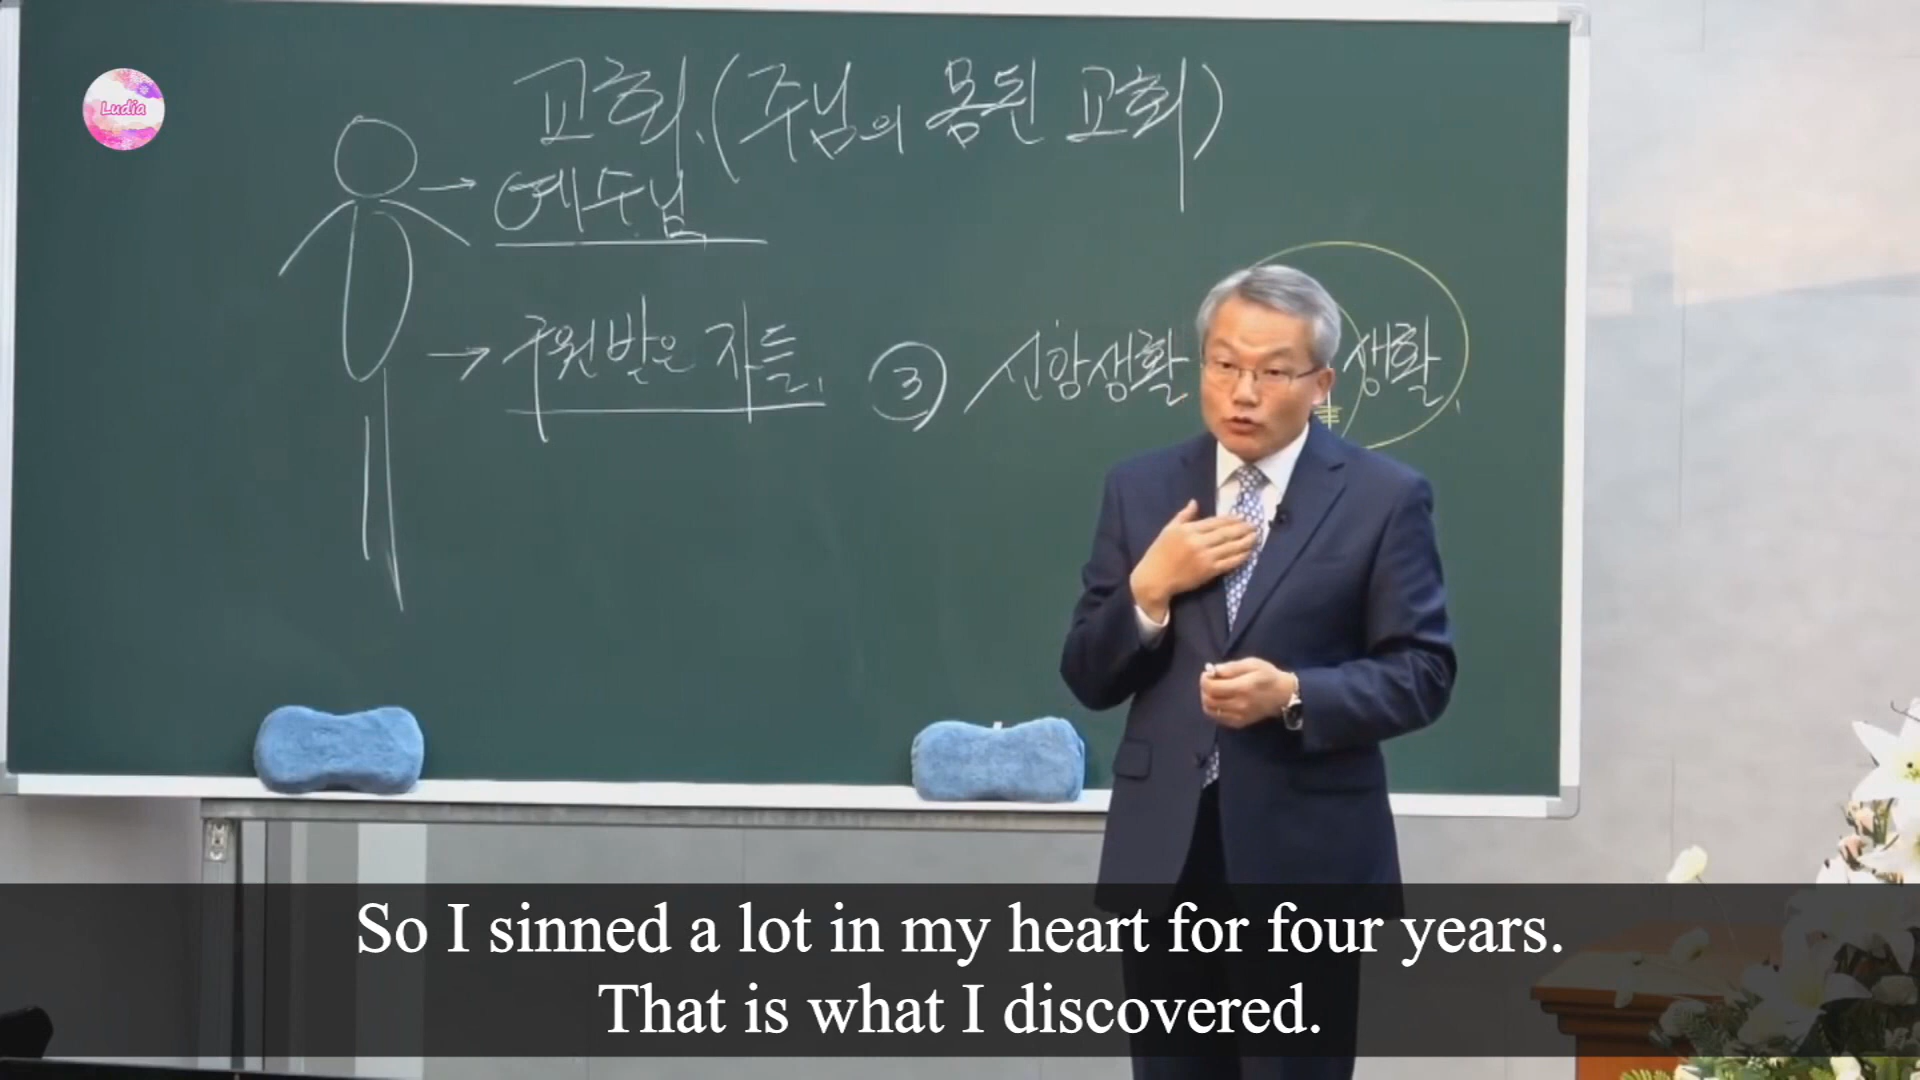 Ludia
교회. (주님의 몸된 교회)
예수님
구원받은 자들.
③ 신앙생활 생활.
So I sinned a lot in my heart for four years.
That is what I discovered.